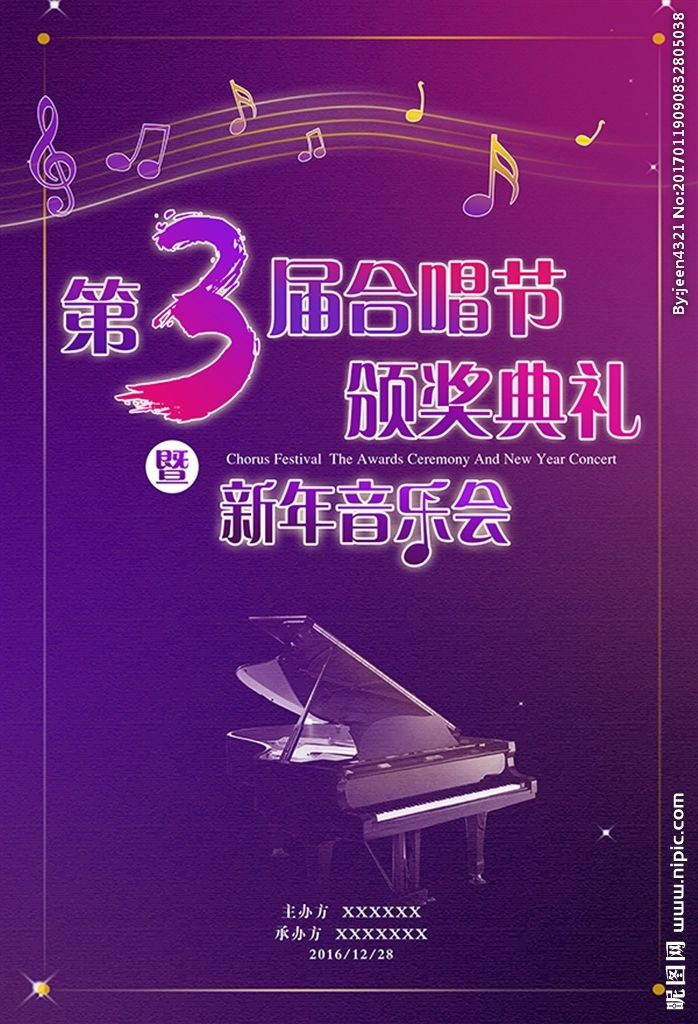 第3届合唱节
颁奖典礼
Chorus Festival The Awards Ceremony And New Year Concert
暨
新年音乐会
主办方 XXXXXX
承办方 XXXXXXX
2016/12/28
By:jeen4321 No:20170119090832805038
昵图网 www.nipic.com